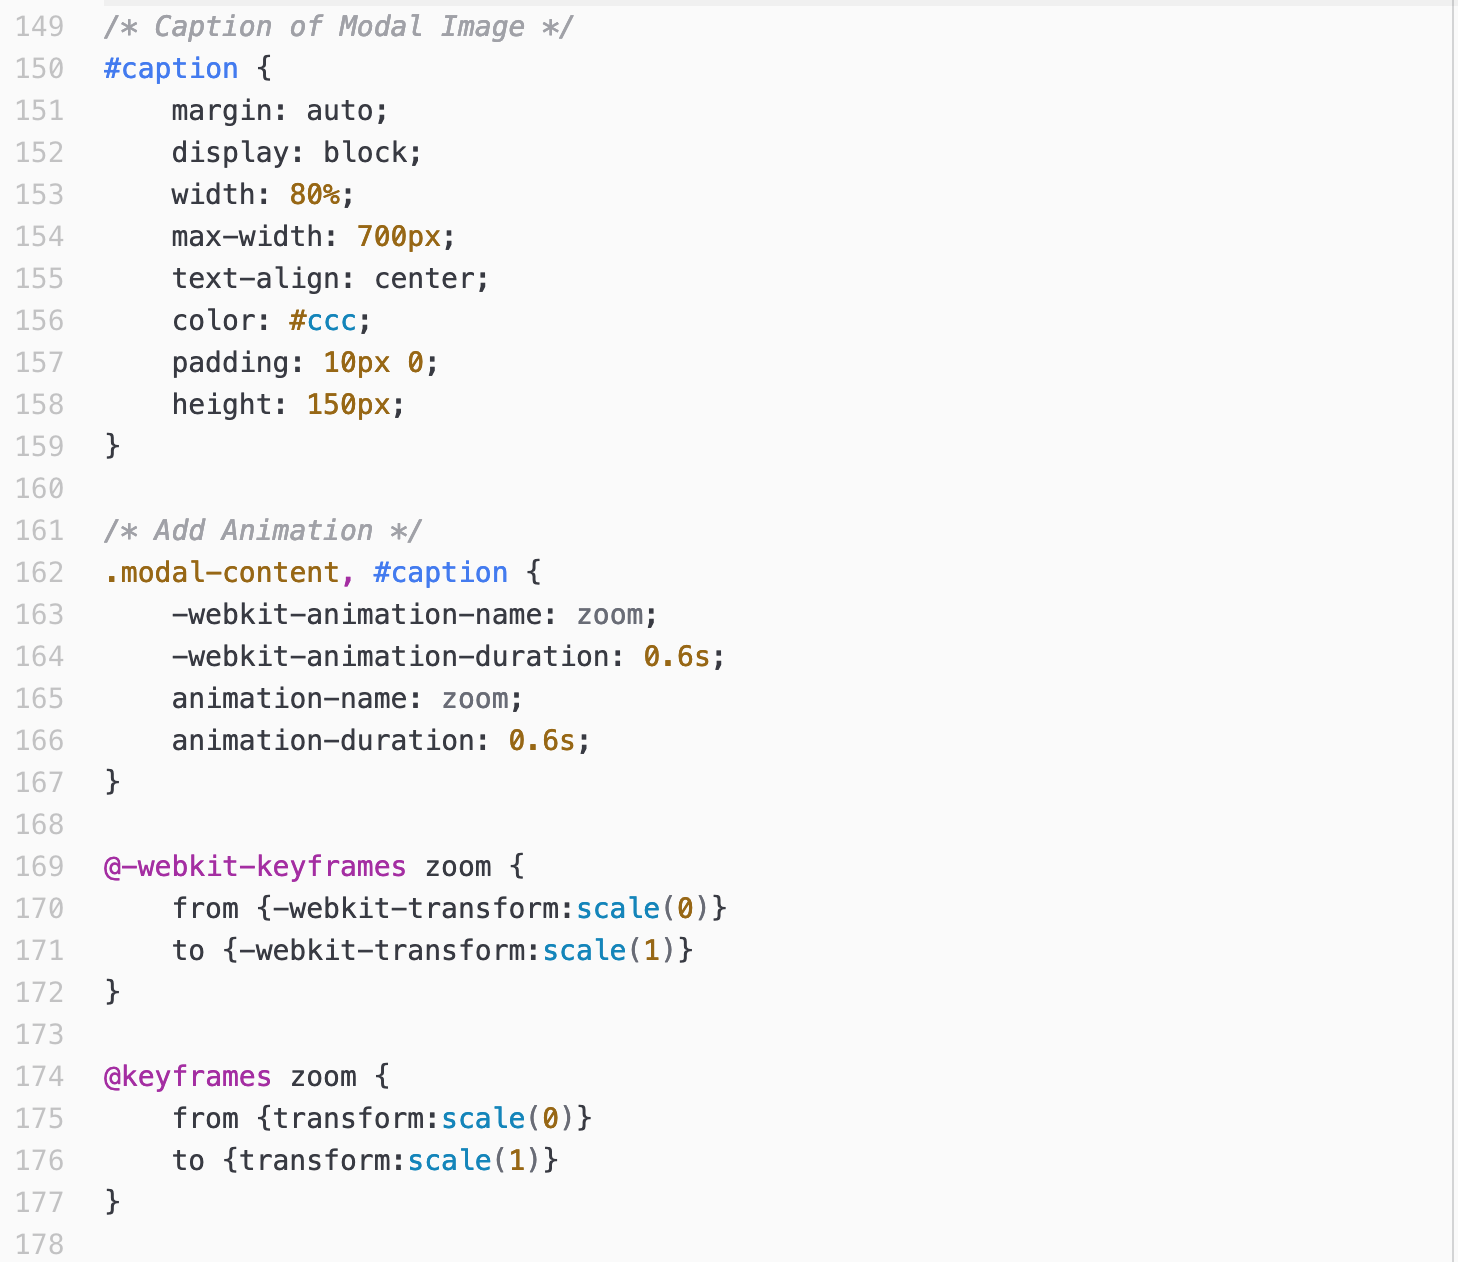 149 /* Caption of Modal Image */
150 #caption {
151     margin: auto;
152     display: block;
153     width: 80%;
154     max-width: 700px;
155     text-align: center;
156     color: #ccc;
157     padding: 10px 0;
158     height: 150px;
159 }
160
161 /* Add Animation */
162 .modal-content, #caption {
163     -webkit-animation-name: zoom;
164     -webkit-animation-duration: 0.6s;
165     animation-name: zoom;
166     animation-duration: 0.6s;
167 }
168
169 @-webkit-keyframes zoom {
170     from {-webkit-transform:scale(0)}
171     to {-webkit-transform:scale(1)}
172 }
173
174 @keyframes zoom {
175     from {transform:scale(0)}
176     to {transform:scale(1)}
177 }
178